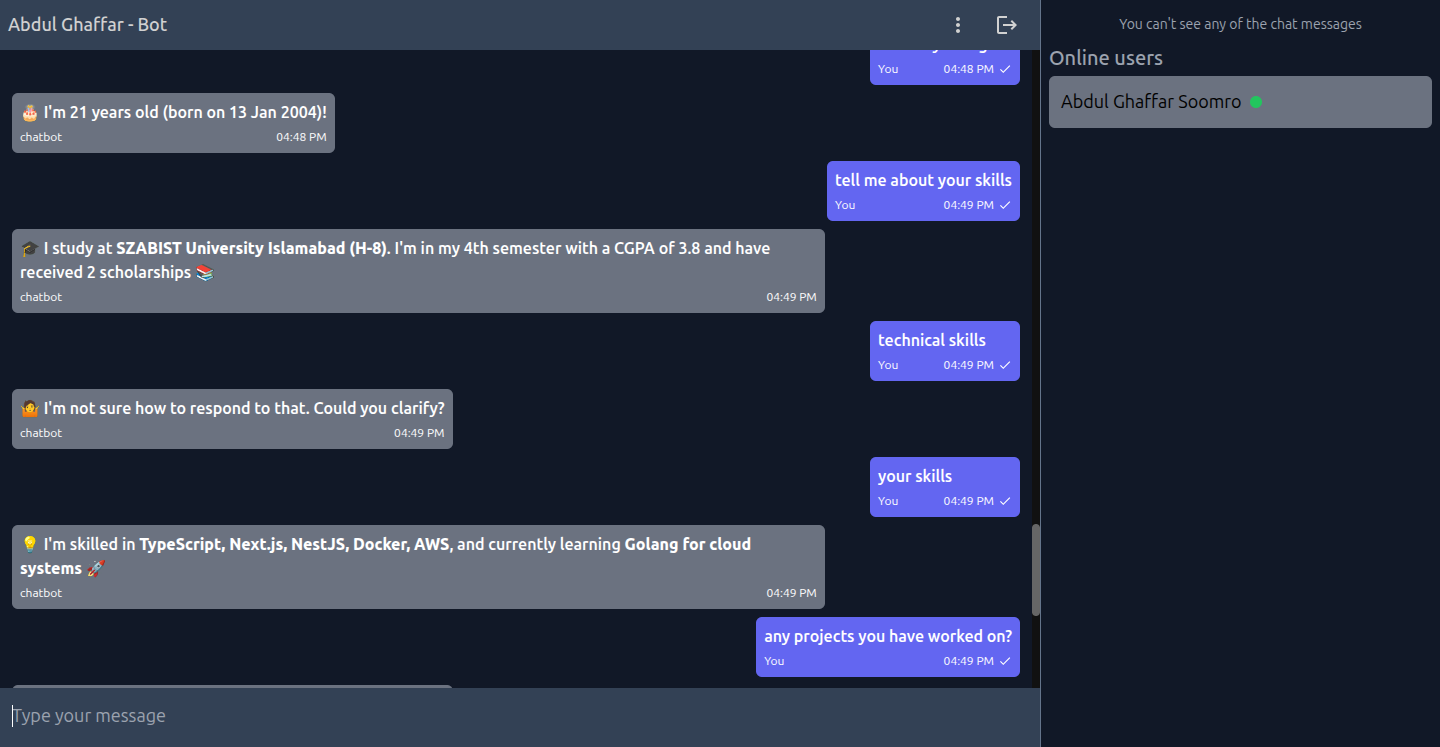 Abdul Ghaffar - Bot
You 04:48 PM
🎂 I'm 21 years old (born on 13 Jan 2004)!
chatbot 04:48 PM
tell me about your skills
You 04:49 PM
🎓 I study at SZABIST University Islamabad (H-8). I'm in my 4th semester with a CGPA of 3.8 and have
received 2 scholarships 📚
chatbot 04:49 PM
technical skills
You 04:49 PM
🤷 I'm not sure how to respond to that. Could you clarify?
chatbot 04:49 PM
your skills
You 04:49 PM
💡 I'm skilled in TypeScript, Next.js, NestJS, Docker, AWS, and currently learning Golang for cloud
systems 🚀
chatbot 04:49 PM
any projects you have worked on?
You 04:49 PM
Type your message
You can't see any of the chat messages
Online users
Abdul Ghaffar Soomro